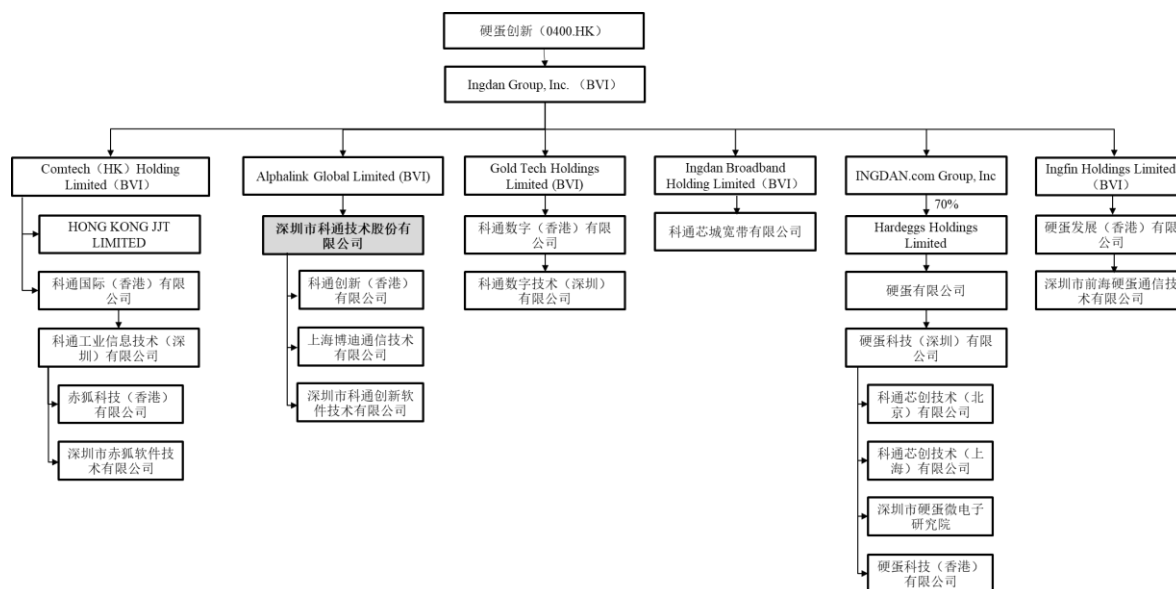 硬蛋创新（0400.HK）
Ingdan Group, Inc. （BVI）
Comtech（HK）Holding
Limited（BVI）
HONG KONG JJT
LIMITED
科通国际（香港）有限
公司
科通工业信息技术（深
圳）有限公司
赤狐科技（香港）
有限公司
深圳市赤狐软件技
术有限公司
Alphalink Global Limited (BVI)
深圳市科通技术股份有
限公司
科通创新（香港）
有限公司
上海博迪通信技术
有限公司
深圳市科通创新软
件技术有限公司
Gold Tech Holdings
Limited (BVI)
科通数字（香港）有限
公司
科通数字技术（深圳）
有限公司
Ingdan Broadband
Holding Limited（BVI）
科通芯城宽带有限公司
INGDAN.com Group, Inc
70%
Hardeggs Holdings
Limited
硬蛋有限公司
硬蛋科技（深圳）有限
公司
科通芯创技术（北
京）有限公司
科通芯创技术（上
海）有限公司
深圳市硬蛋微电子
研究院
硬蛋科技（香港）
有限公司
Ingfin Holdings Limited
（BVI）
硬蛋发展（香港）有限
公司
深圳市前海硬蛋通信技
术有限公司